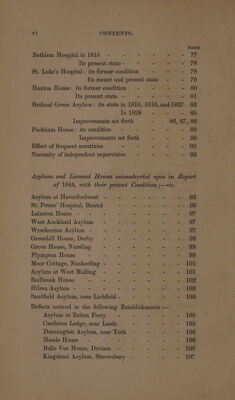 vi CONTENTS.
PAGE
Bethlem Hospital in 1815 - - - - - 77
Its present state - - - - - 78
St. Luke's Hospital: its former condition - - - 78
Its recent and present state - - 79
Hoxton House: its former condition - - - - 80
Its present state - - - - - 81
Bethnal Green Asylum: its state in 1815, 1816, and 1827 83
In 1828 - - - - 85
Improvements set forth 86, 87, 88
Peckham House: its condition - - - - - 89
Improvements set forth - - - 90
Effect of frequent scrutinies - - - - - 92
Necessity of independent supervision - - - - 93
Asylums and Licensed Houses animadverted upon in Report
of 1844, with their present Condition;—viz.
Asylum at Haverfordwest - - - - - 93
St. Peters' Hospital, Bristol - - - - - 95
Lainston House - - - - - - - 97
West Auckland Asylum - - - - - - 97
Wreckenton Asylum - - - - - - 97
Greenhill House, Derby - - - - - - 98
Grove House, Nursling - - - - - - 99
Plympton House - - - - - - - 99
Moor Cottage, Nunkeeling - - - - - - 101
Asylum at West Malling - - - - - - 101
Bailbrook House - - - - - - - 102
Hilsea Asylum - - - - - - - 103
Sandfield Asylum, near Lichfield - - - - - 103
Defects noticed in the following Establishments:—
Asylum at Briton Ferry - - - - - 105
Castleton Lodge, near Leeds - - - - 105
Dunnington Asylum, near York - - - - 106
Hessle House - - - - - - 106
Belle Vue House, Devizes - - - - 106
Kingsland Asylum, Shrewsbury - - - - 107